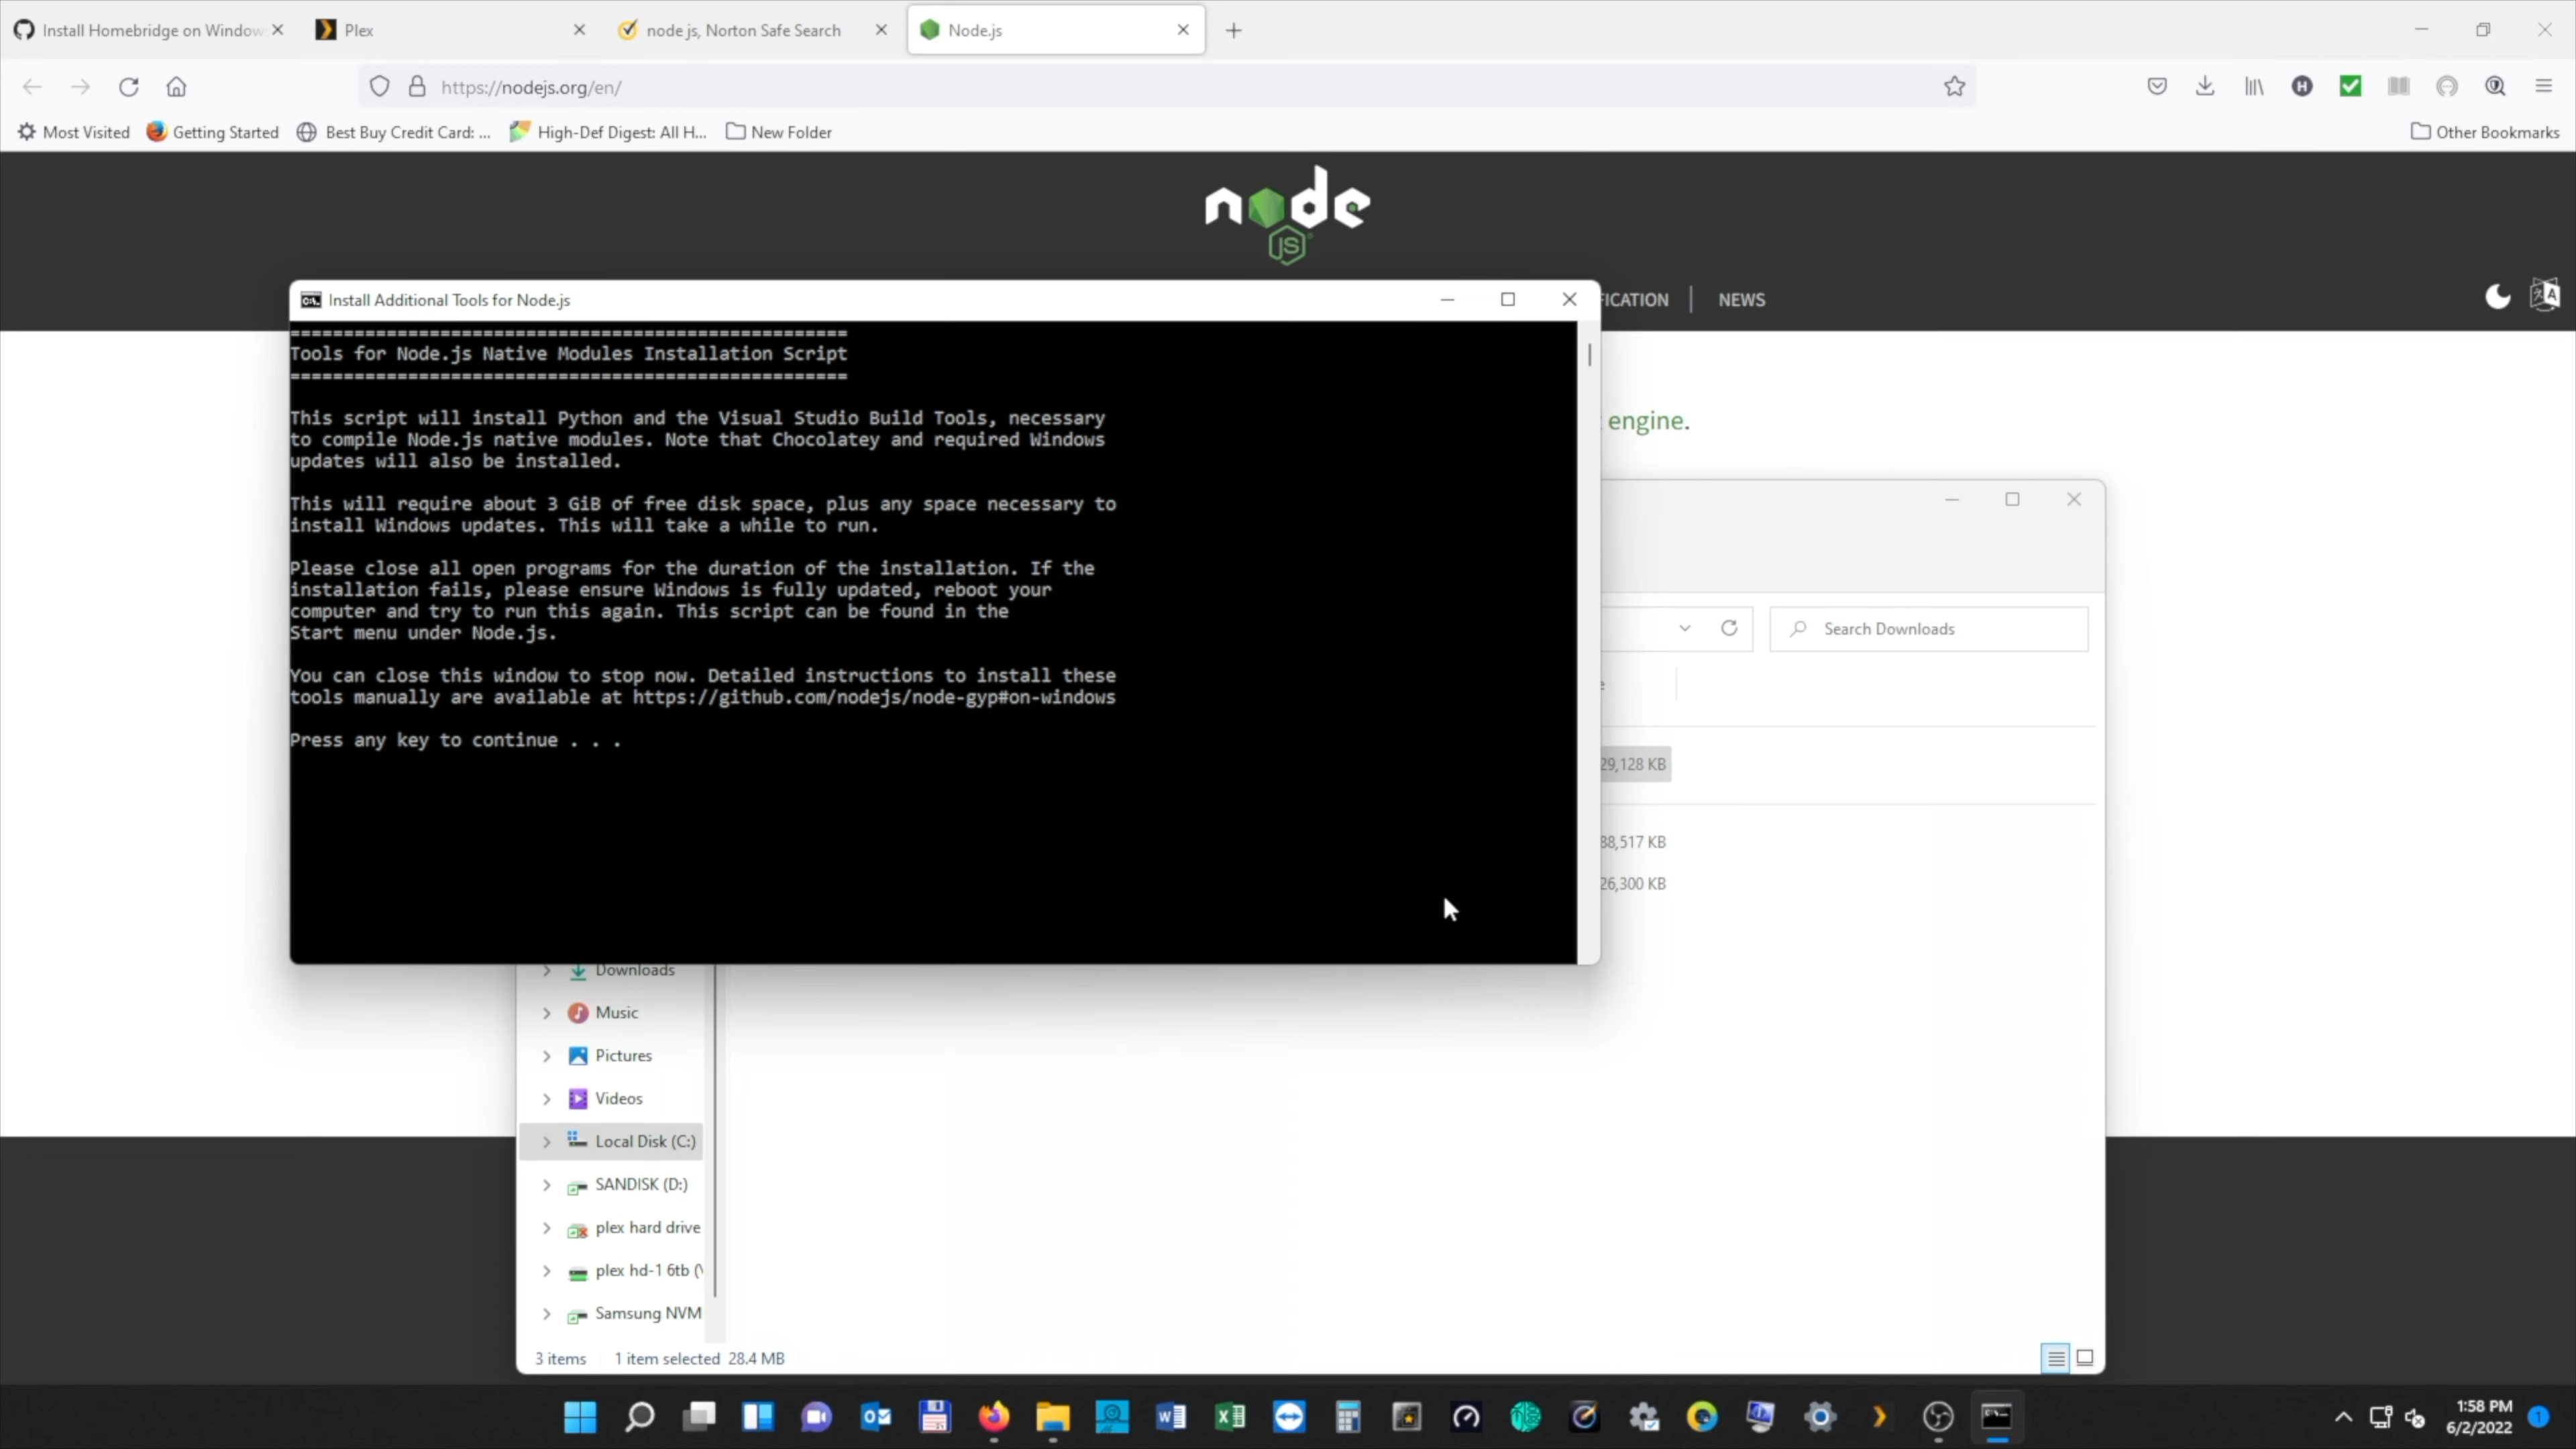 Install Homebridge on Window
Plex
node js, Norton Safe Search
Node.js
https://nodejs.org/en/
Most Visited
Getting Started
Best Buy Credit Card: ...
High-Def Digest: All H...
New Folder
Other Bookmarks
node
JS
Install Additional Tools for Node.js
FICATION | NEWS
====================================================
Tools for Node.js Native Modules Installation Script
====================================================
This script will install Python and the Visual Studio Build Tools, necessary
to compile Node.js native modules. Note that Chocolatey and required Windows
updates will also be installed.
This will require about 3 GiB of free disk space, plus any space necessary to
install Windows updates. This will take a while to run.
Please close all open programs for the duration of the installation. If the
installation fails, please ensure Windows is fully updated, reboot your
computer and try to run this again. This script can be found in the
Start menu under Node.js.
You can close this window to stop now. Detailed instructions to install these
tools manually are available at https://github.com/nodejs/node-gyp#on-windows
Press any key to continue . . .
engine.
Search Downloads
29,128 KB
38,517 KB
26,300 KB
Downloads
Music
Pictures
Videos
Local Disk (C:)
SANDISK (D:)
plex hard drive
plex hd-1 6tb (
Samsung NVM
3 items 1 item selected 28.4 MB
1:58 PM
6/2/2022
1